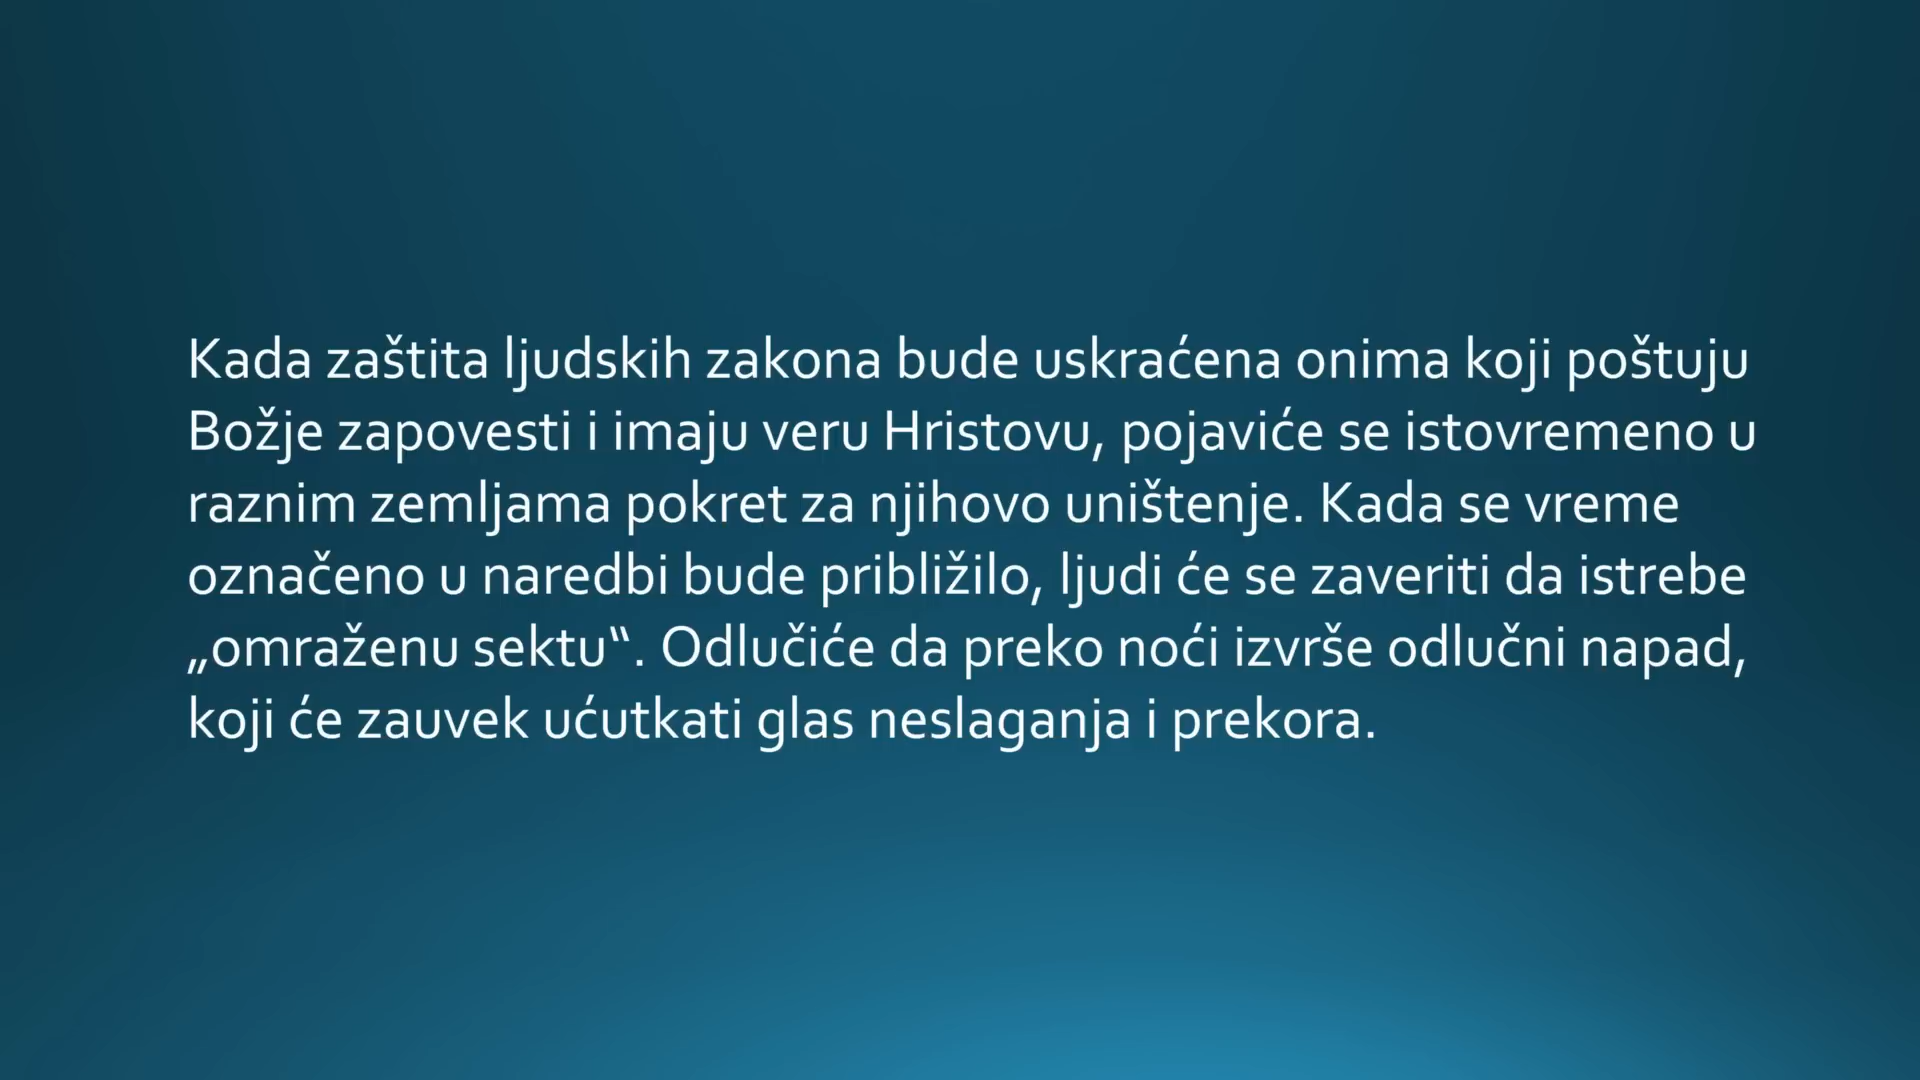 Kada zaštita ljudskih zakona bude uskraćena onima koji poštuju
Božje zapovesti i imaju veru Hristovu, pojaviće se istovremeno u
raznim zemljama pokret za njihovo uništenje. Kada se vreme
označeno u naredbi bude približilo, ljudi će se zaveriti da istrebe
„omraženu sektu“. Odlučiće da preko noći izvrše odlučni napad,
koji će zauvek ućutkati glas neslaganja i prekora.